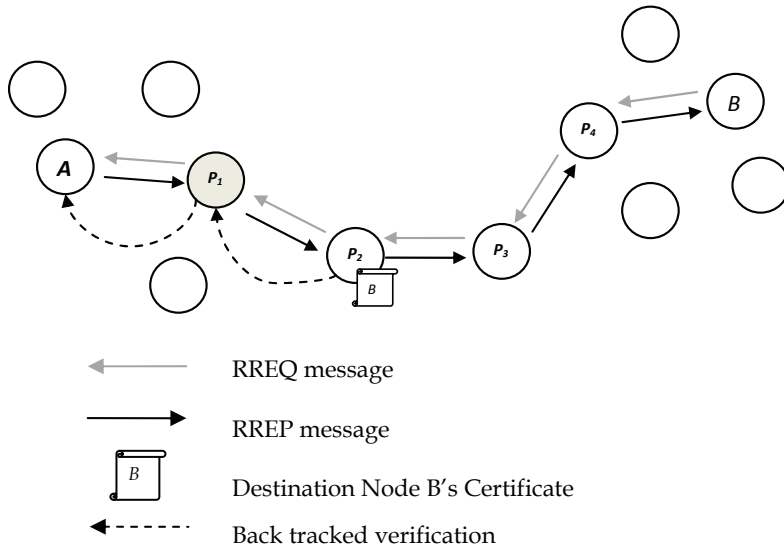 B
P4
A
P1
P2
P3
B
RREQ message
RREP message
B
Destination Node B's Certificate
Back tracked verification